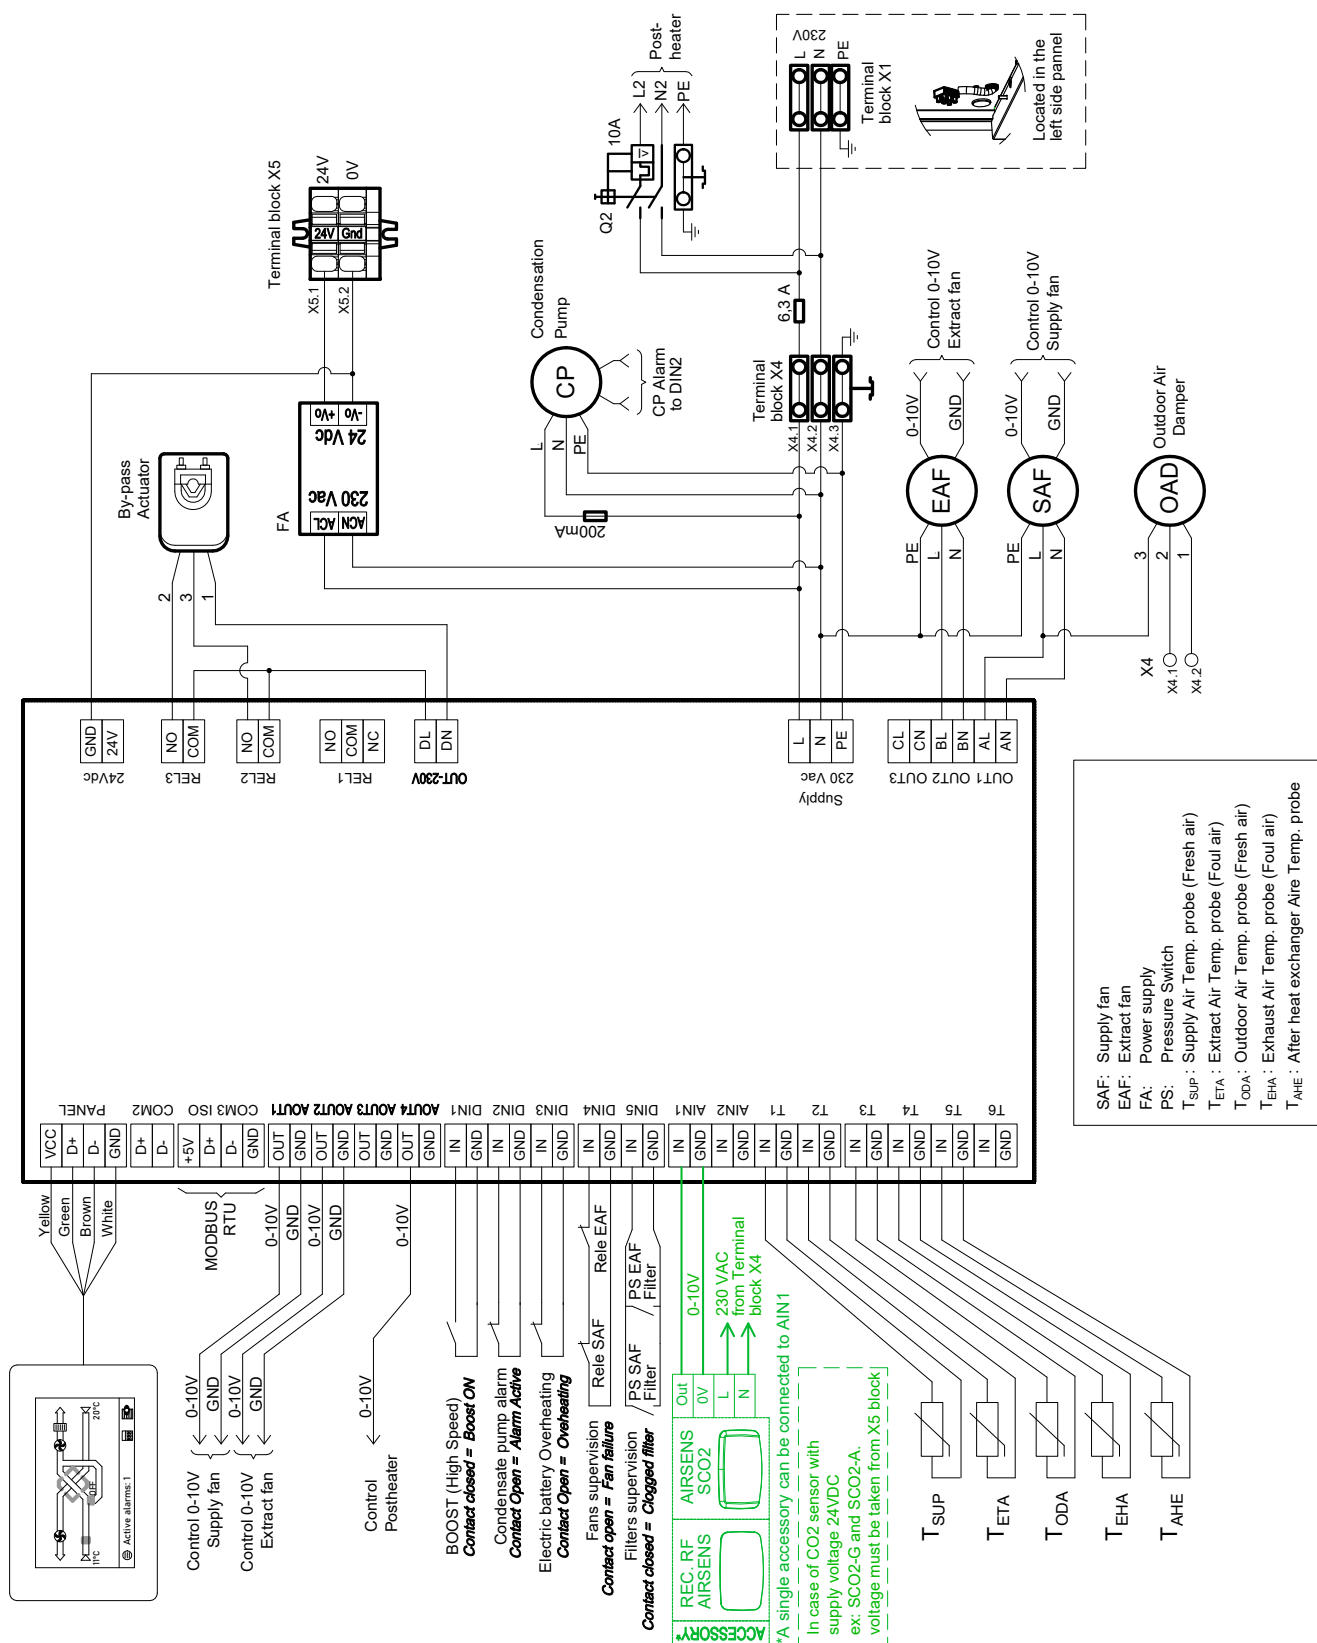 Yellow
Green
Brown
White
VCC
D+
D-
GND
PANEL
D+
D-
COM2
+5V
D+
D-
GND
COM3 ISO
MODBUS
RTU
OUT
GND
AOUT1
OUT
GND
AOUT2
OUT
GND
AOUT3
OUT
GND
AOUT4
0-10V
GND
0-10V
GND
0-10V
0-10V
GND
0-10V
GND
0-10V
Control 0-10V
Supply fan
Control 0-10V
Extract fan
Control
Postheater
Active alarms: 1
OFF
11ºC
20ºC
IN
GND
DIN1
IN
GND
DIN2
IN
GND
DIN3
IN
GND
DIN4
IN
GND
DIN5
BOOST (High Speed)
Contact closed = Boost ON
Condensate pump alarm
Contact Open = Alarm Active
Electric battery Overheating
Contact Open = Oveheating
Fans supervision
Contact open = Fan failure
Rele SAF
Rele EAF
Filters supervision
Contact closed = Clogged filter
PS SAF
Filter
PS EAF
Filter
IN
GND
AIN1
IN
GND
AIN2
0-10V
230 VAC
from Terminal
block X4
Out
0V
L
N
AIRSENS
SCO2
REC. RF
AIRSENS
ACCESSORY*
*A single accessory can be connected to AIN1
In case of CO2 sensor with
supply voltage 24VDC
ex: SCO2-G and SCO2-A.
voltage must be taken from X5 block
IN
GND
T1
IN
GND
T2
IN
GND
T3
IN
GND
T4
IN
GND
T5
IN
GND
T6
TSUP
TETA
TODA
TEHA
TAHE
GND
24V
24Vdc
NO
COM
REL3
NO
COM
REL2
NO
COM
NC
REL1
DL
DN
OUT-230V
L
N
PE
230 Vac
Supply
CL
CN
BL
BN
AL
AN
OUT3
OUT2
OUT1
By-pass
Actuator
2
3
1
FA
ACL
ACN
230 Vac
24 Vdc
+Vo
-Vo
X5.1
X5.2
Terminal block X5
24V
Gnd
24V
0V
Condensation
Pump
CP
CP Alarm
to DIN2
L
N
PE
200mA
Terminal
block X4
X4.1
X4.2
X4.3
6,3 A
Q2
10A
L2
N2
PE
Post-
heater
230V
L
N
PE
Terminal
block X1
Located in the
left side pannel
EAF
PE
L
N
0-10V
GND
Control 0-10V
Extract fan
SAF
PE
L
N
0-10V
GND
Control 0-10V
Supply fan
OAD
Outdoor Air
Damper
3
2
1
X4
X4.1
X4.2
SAF: Supply fan
EAF: Extract fan
FA: Power supply
PS: Pressure Switch
TSUP : Supply Air Temp. probe (Fresh air)
TETA : Extract Air Temp. probe (Foul air)
TODA : Outdoor Air Temp. probe (Fresh air)
TEHA : Exhaust Air Temp. probe (Foul air)
TAHE : After heat exchanger Aire Temp. probe